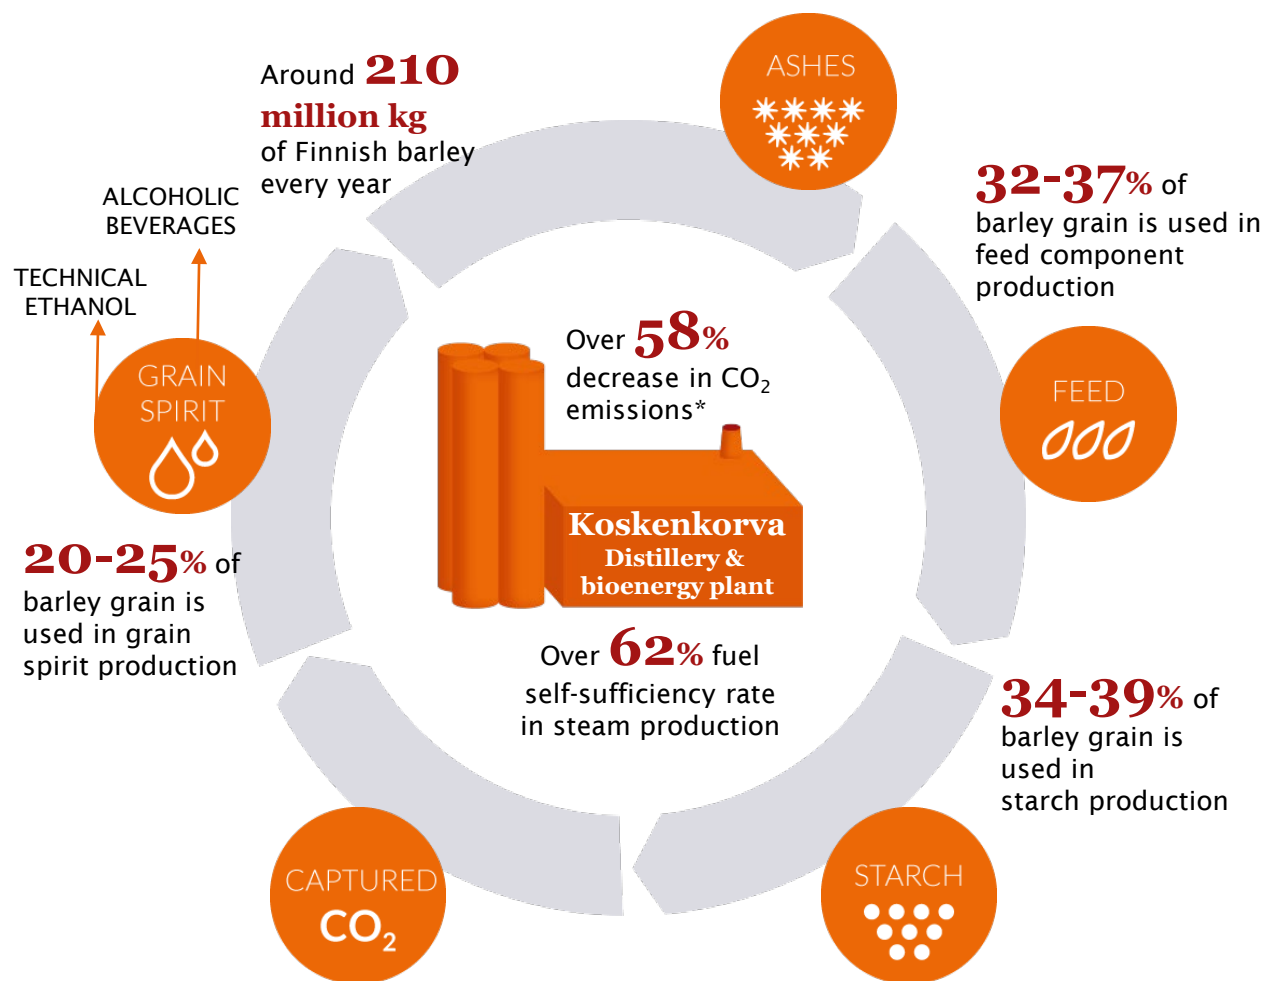 Around 210
million kg
of Finnish barley
every year
ASHES
32-37% of
barley grain is used in
feed component
production
ALCOHOLIC
BEVERAGES
TECHNICAL
ETHANOL
GRAIN
SPIRIT
Over 58%
decrease in CO₂
emissions*
FEED
Koskenkorva
Distillery &
bioenergy plant
20-25% of
barley grain is
used in grain
spirit production
Over 62% fuel
self-sufficiency rate
in steam production
34-39% of
barley grain is
used in
starch production
CAPTURED
CO₂
STARCH